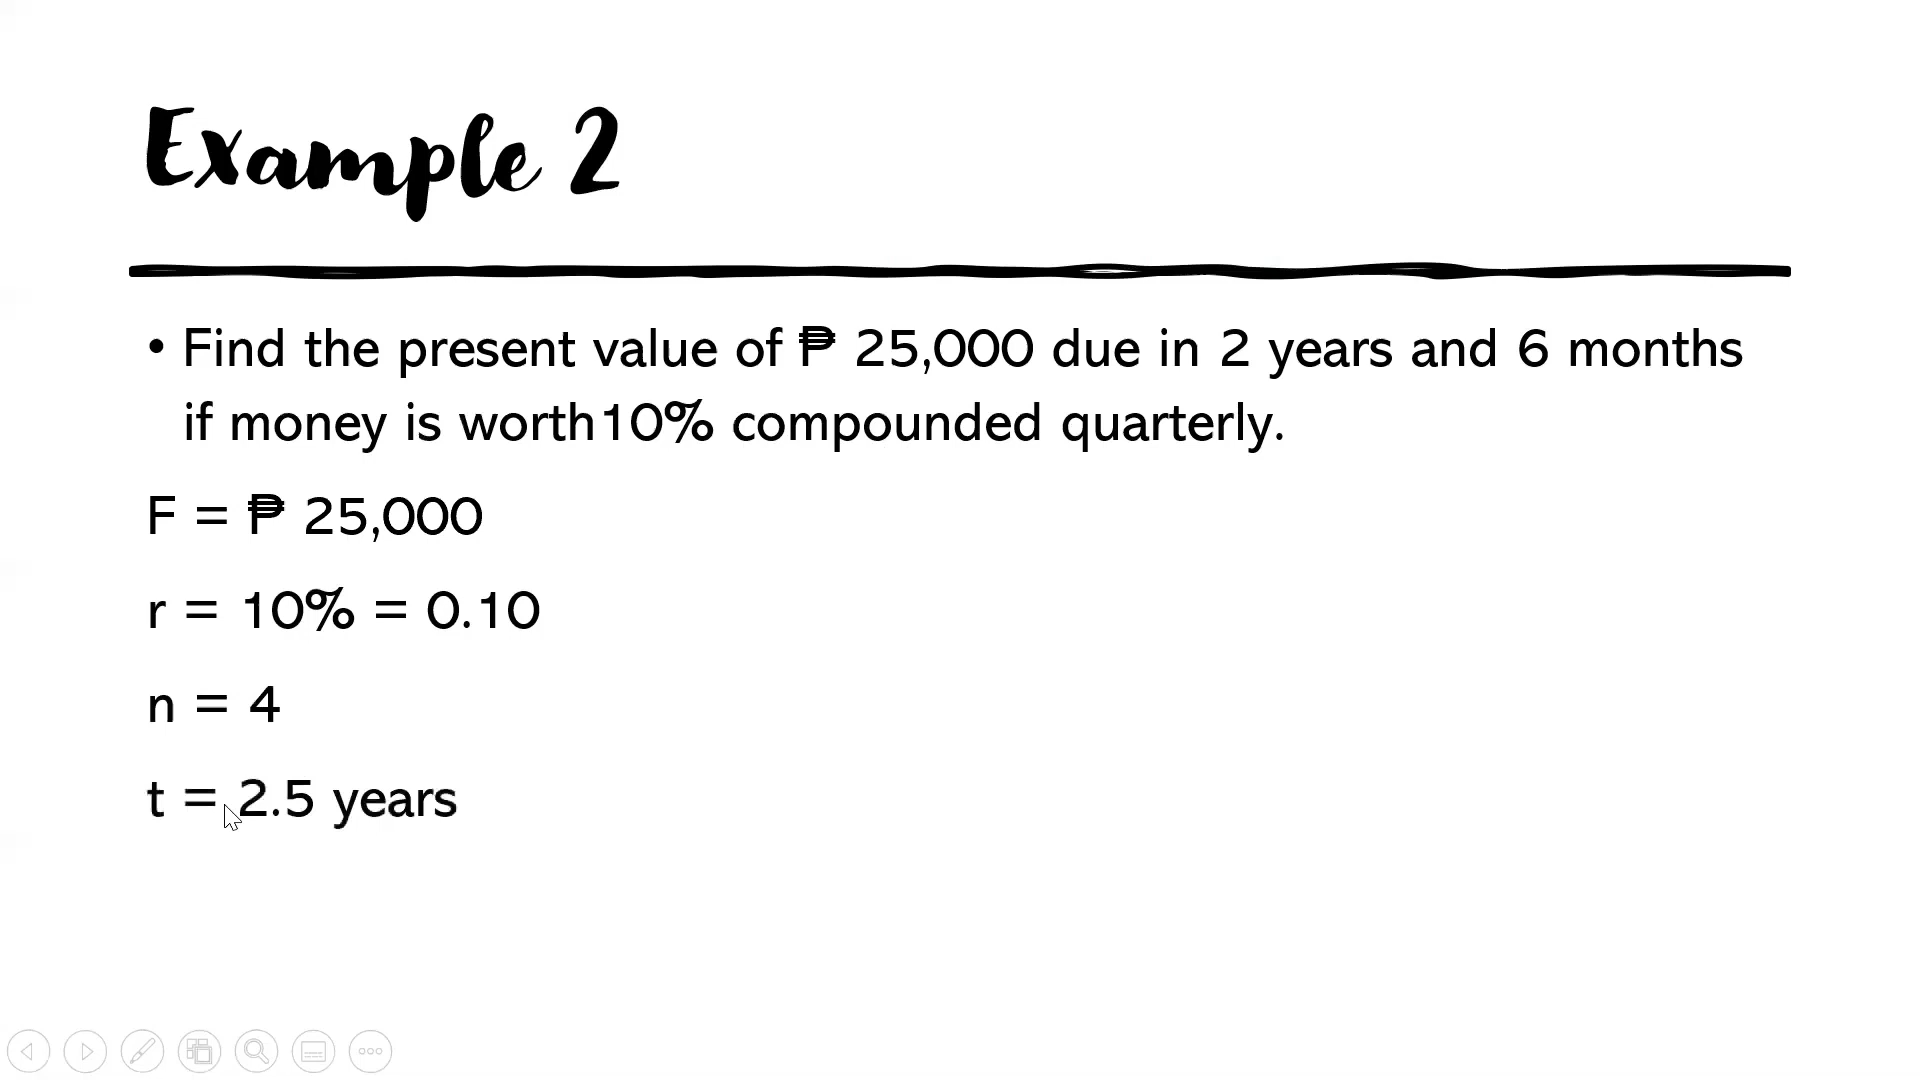 Example 2
• Find the present value of ₱ 25,000 due in 2 years and 6 months
if money is worth10% compounded quarterly.
F = ₱ 25,000
r = 10% = 0.10
n = 4
t = 2.5 years